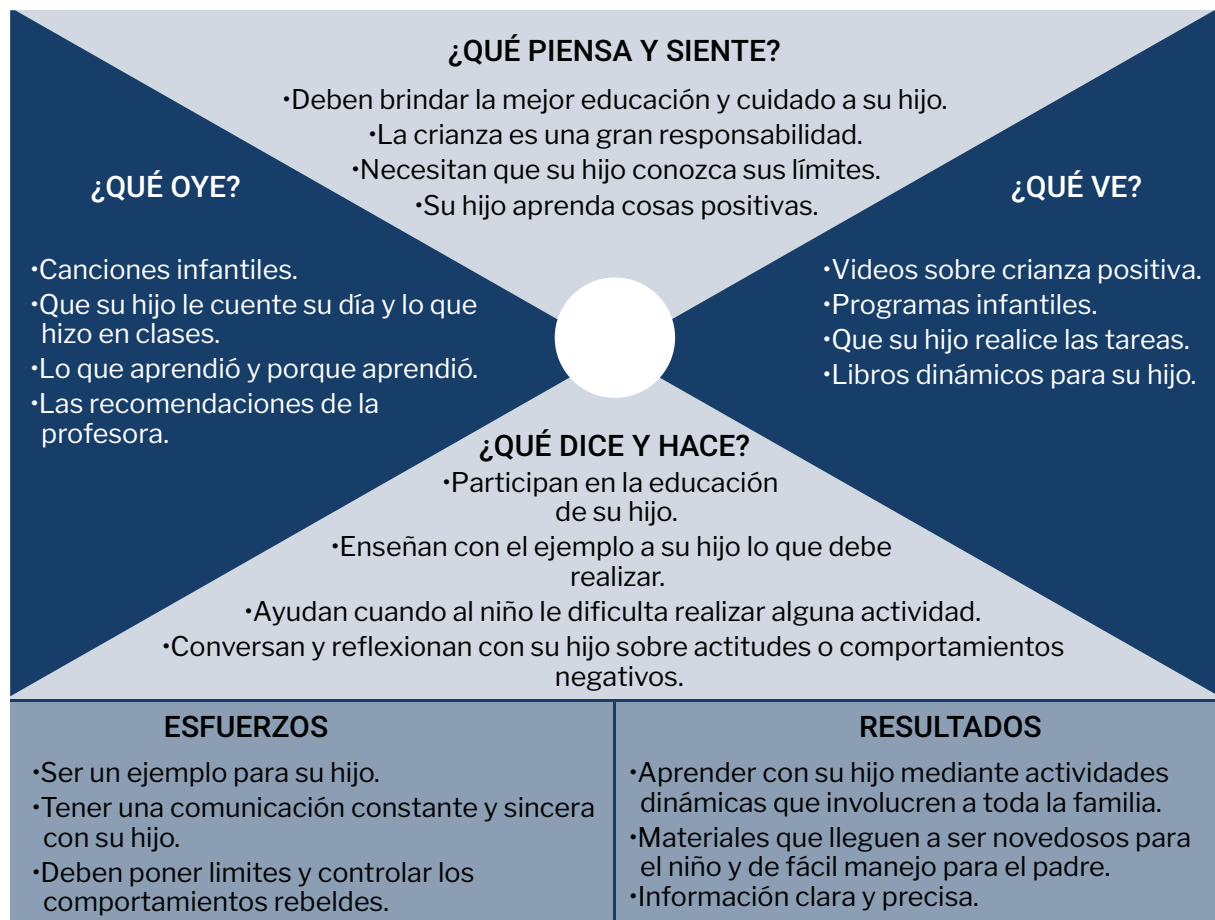 ¿QUÉ PIENSA Y SIENTE?
•Deben brindar la mejor educación y cuidado a su hijo.
•La crianza es una gran responsabilidad.
•Necesitan que su hijo conozca sus límites.
•Su hijo aprenda cosas positivas.
¿QUÉ OYE?
•Canciones infantiles.
•Que su hijo le cuente su día y lo que
hizo en clases.
•Lo que aprendió y porque aprendió.
•Las recomendaciones de la
profesora.
¿QUÉ VE?
•Videos sobre crianza positiva.
•Programas infantiles.
•Que su hijo realice las tareas.
•Libros dinámicos para su hijo.
¿QUÉ DICE Y HACE?
•Participan en la educación
de su hijo.
•Enseñan con el ejemplo a su hijo lo que debe
realizar.
•Ayudan cuando al niño le dificulta realizar alguna actividad.
•Conversan y reflexionan con su hijo sobre actitudes o comportamientos
negativos.
ESFUERZOS
•Ser un ejemplo para su hijo.
•Tener una comunicación constante y sincera
con su hijo.
•Deben poner limites y controlar los
comportamientos rebeldes.
RESULTADOS
•Aprender con su hijo mediante actividades
dinámicas que involucren a toda la familia.
•Materiales que lleguen a ser novedosos para
el niño y de fácil manejo para el padre.
•Información clara y precisa.